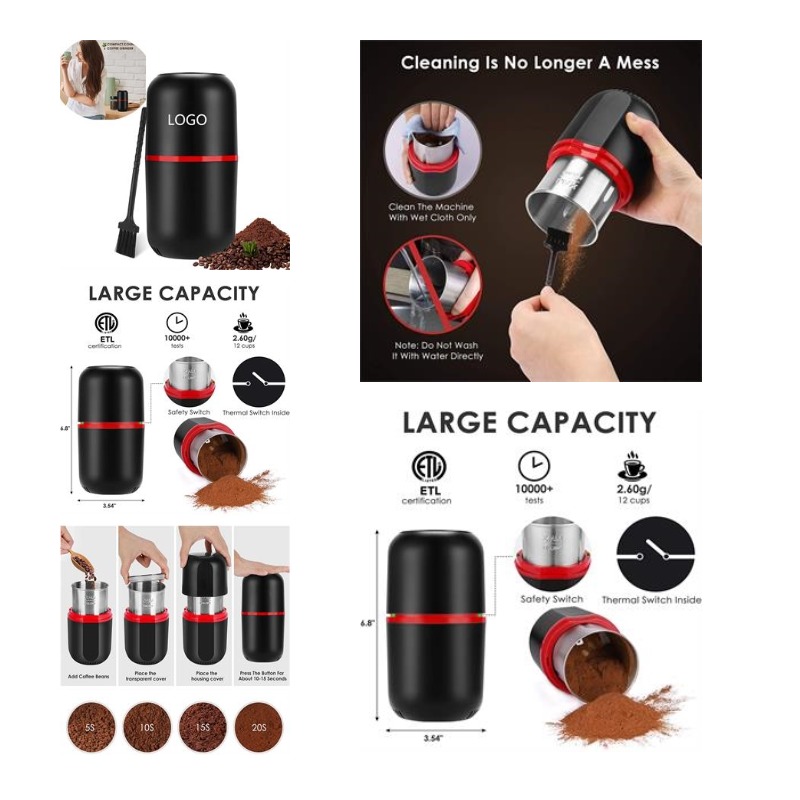 COMPACT COFFEE
LOGO
LARGE CAPACITY
ETL
certification
10000+
tests
2.60g/
12 cups
Safety Switch
Thermal Switch Inside
6.8"
3.54"
Add Coffee Beans
Place the
transparent cover
Place the
housing cover
Press The Button For
About 10-15 Seconds
5S
10S
15S
20S
Cleaning Is No Longer A Mess
Clean The Machine
With Wet Cloth Only
Note: Do Not Wash
It With Water Directly
LARGE CAPACITY
ETL
certification
10000+
tests
2.60g/
12 cups
Safety Switch
Thermal Switch Inside
6.8"
3.54"